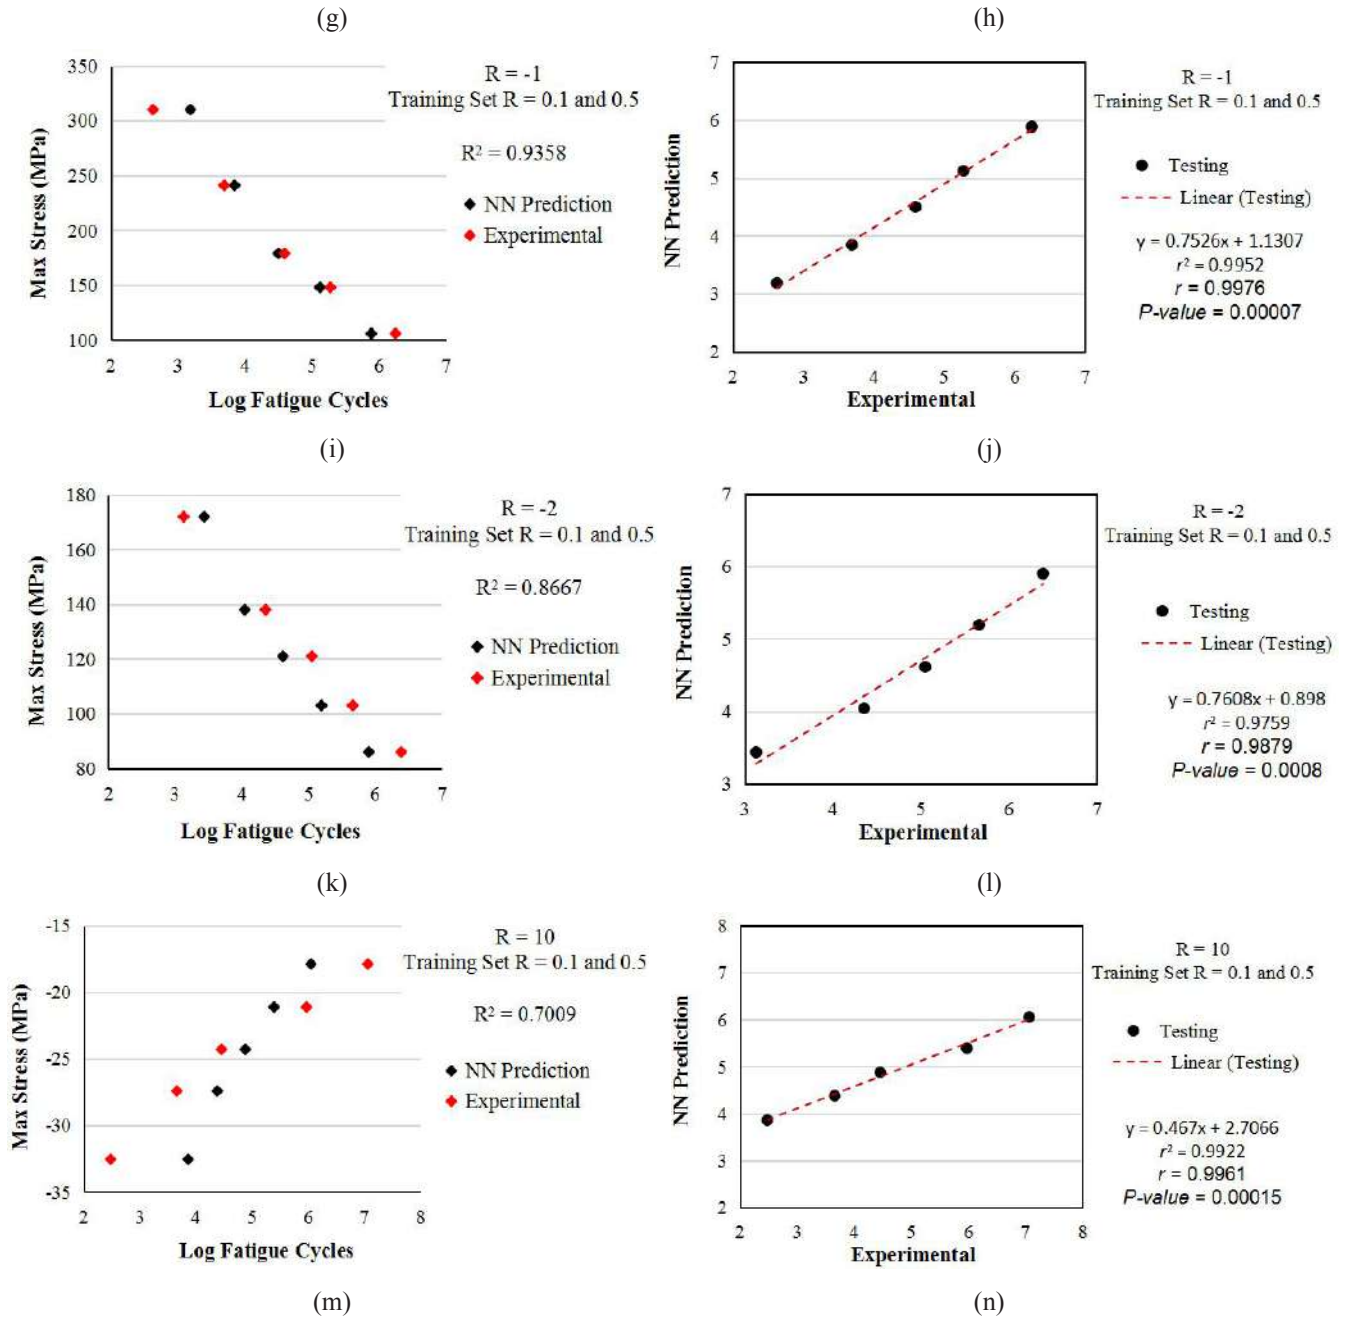 (g)
(h)
350
300
250
200
150
100
2 3 4 5 6 7
Max Stress (MPa)
Log Fatigue Cycles
R = -1
Training Set R = 0.1 and 0.5
R² = 0.9358
NN Prediction
Experimental
7
6
5
4
3
2
2 3 4 5 6 7
NN Prediction
Experimental
R = -1
Training Set R = 0.1 and 0.5
Testing
Linear (Testing)
y = 0.7526x + 1.1307
r² = 0.9952
r = 0.9976
P-value = 0.00007
(i)
(j)
180
160
140
120
100
80
2 3 4 5 6 7
Max Stress (MPa)
Log Fatigue Cycles
R = -2
Training Set R = 0.1 and 0.5
R² = 0.8667
NN Prediction
Experimental
7
6
5
4
3
3 4 5 6 7
NN Prediction
Experimental
R = -2
Training Set R = 0.1 and 0.5
Testing
Linear (Testing)
y = 0.7608x + 0.898
r² = 0.9759
r = 0.9879
P-value = 0.0008
(k)
(l)
-15
-20
-25
-30
-35
2 3 4 5 6 7 8
Max Stress (MPa)
Log Fatigue Cycles
R = 10
Training Set R = 0.1 and 0.5
R² = 0.7009
NN Prediction
Experimental
8
7
6
5
4
3
2
2 3 4 5 6 7 8
NN Prediction
Experimental
R = 10
Training Set R = 0.1 and 0.5
Testing
Linear (Testing)
y = 0.467x + 2.7066
r² = 0.9922
r = 0.9961
P-value = 0.00015
(m)
(n)